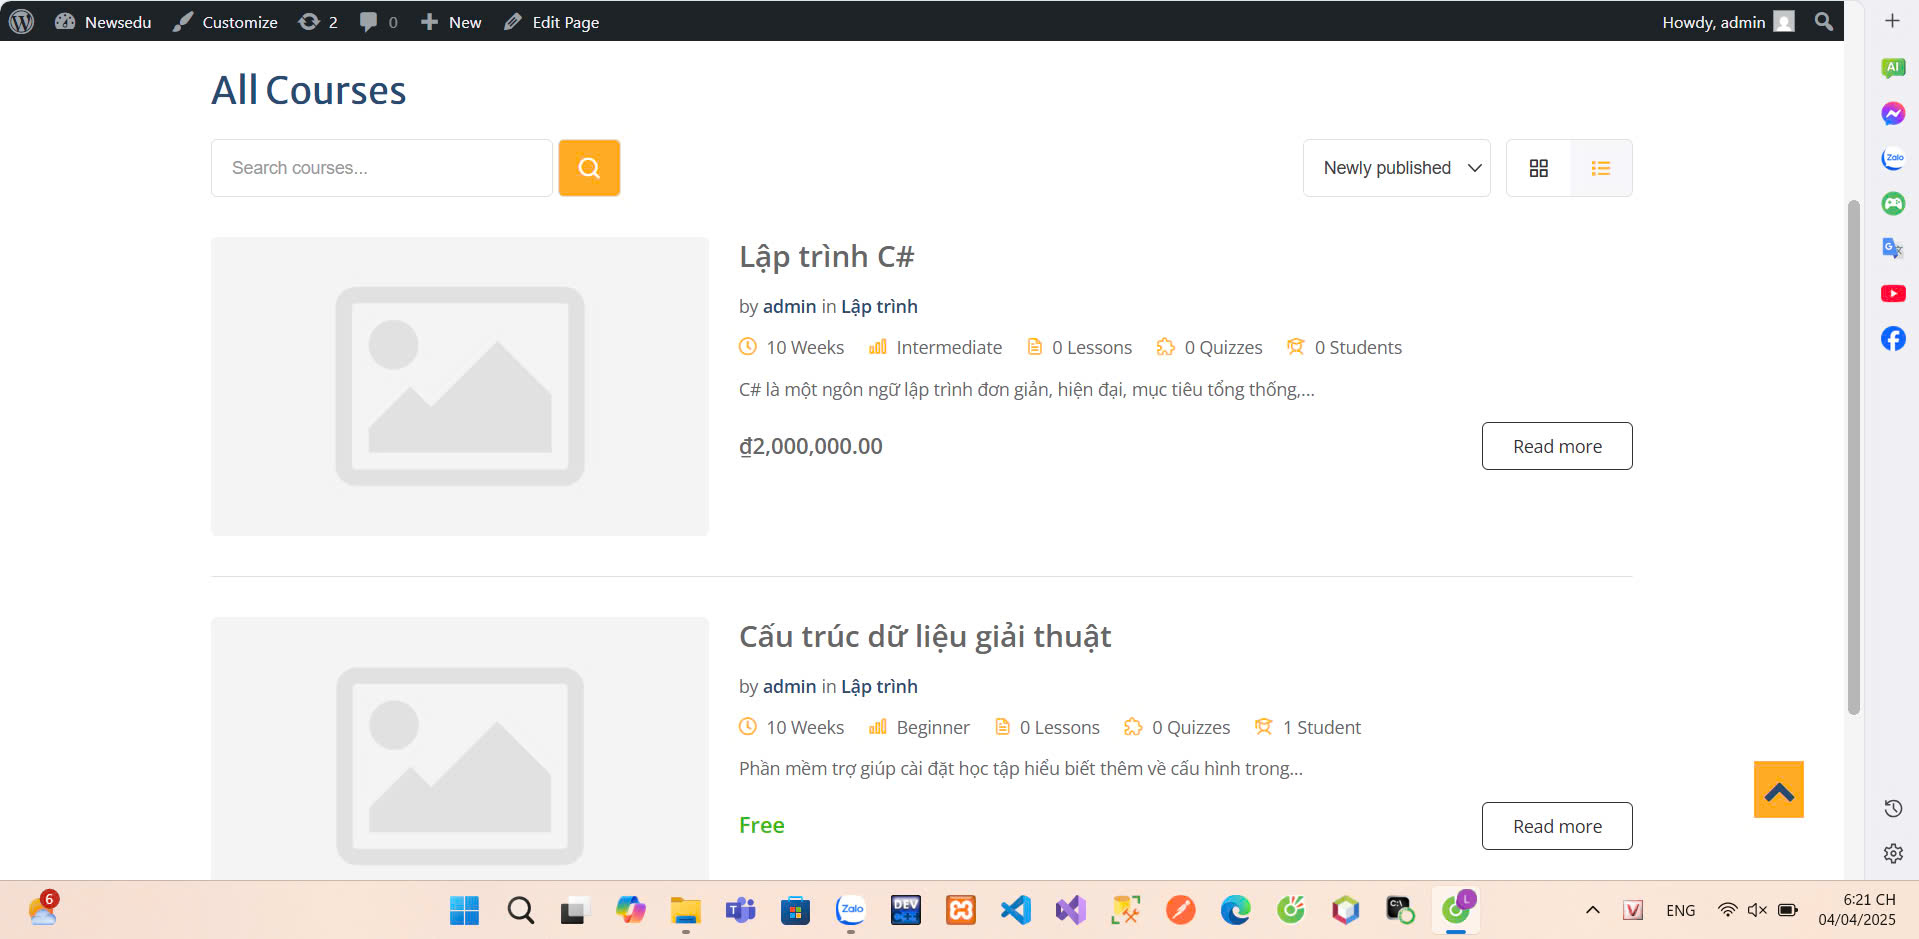 Newsedu Customize 2 0 New Edit Page Howdy, admin
All Courses
Search courses...
Newly published
Lập trình C#
by admin in Lập trình
10 Weeks Intermediate 0 Lessons 0 Quizzes 0 Students
C# là một ngôn ngữ lập trình đơn giản, hiện đại, mục tiêu tổng thống,...
₫2,000,000.00
Read more
Cấu trúc dữ liệu giải thuật
by admin in Lập trình
10 Weeks Beginner 0 Lessons 0 Quizzes 1 Student
Phần mềm trợ giúp cài đặt học tập hiểu biết thêm về cấu hình trong...
Free
Read more
AI
Zalo
6
Zalo
DEV
C++
L
V
ENG
6:21 CH
04/04/2025